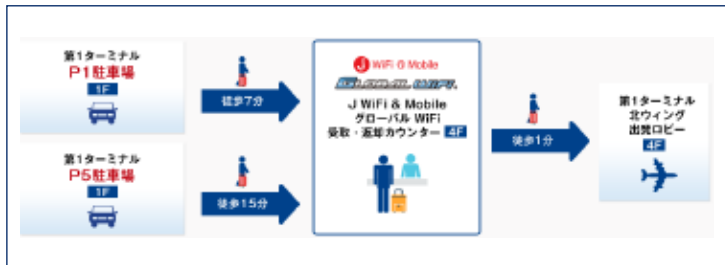 第1ターミナル
P1駐車場
1F
徒歩7分
第1ターミナル
P5駐車場
1F
徒歩15分
J WiFi & Mobile
GLOBAL WiFi
J WiFi & Mobile
グローバル WiFi
受取・返却カウンター 4F
徒歩1分
第1ターミナル
北ウィング
出発ロビー
4F